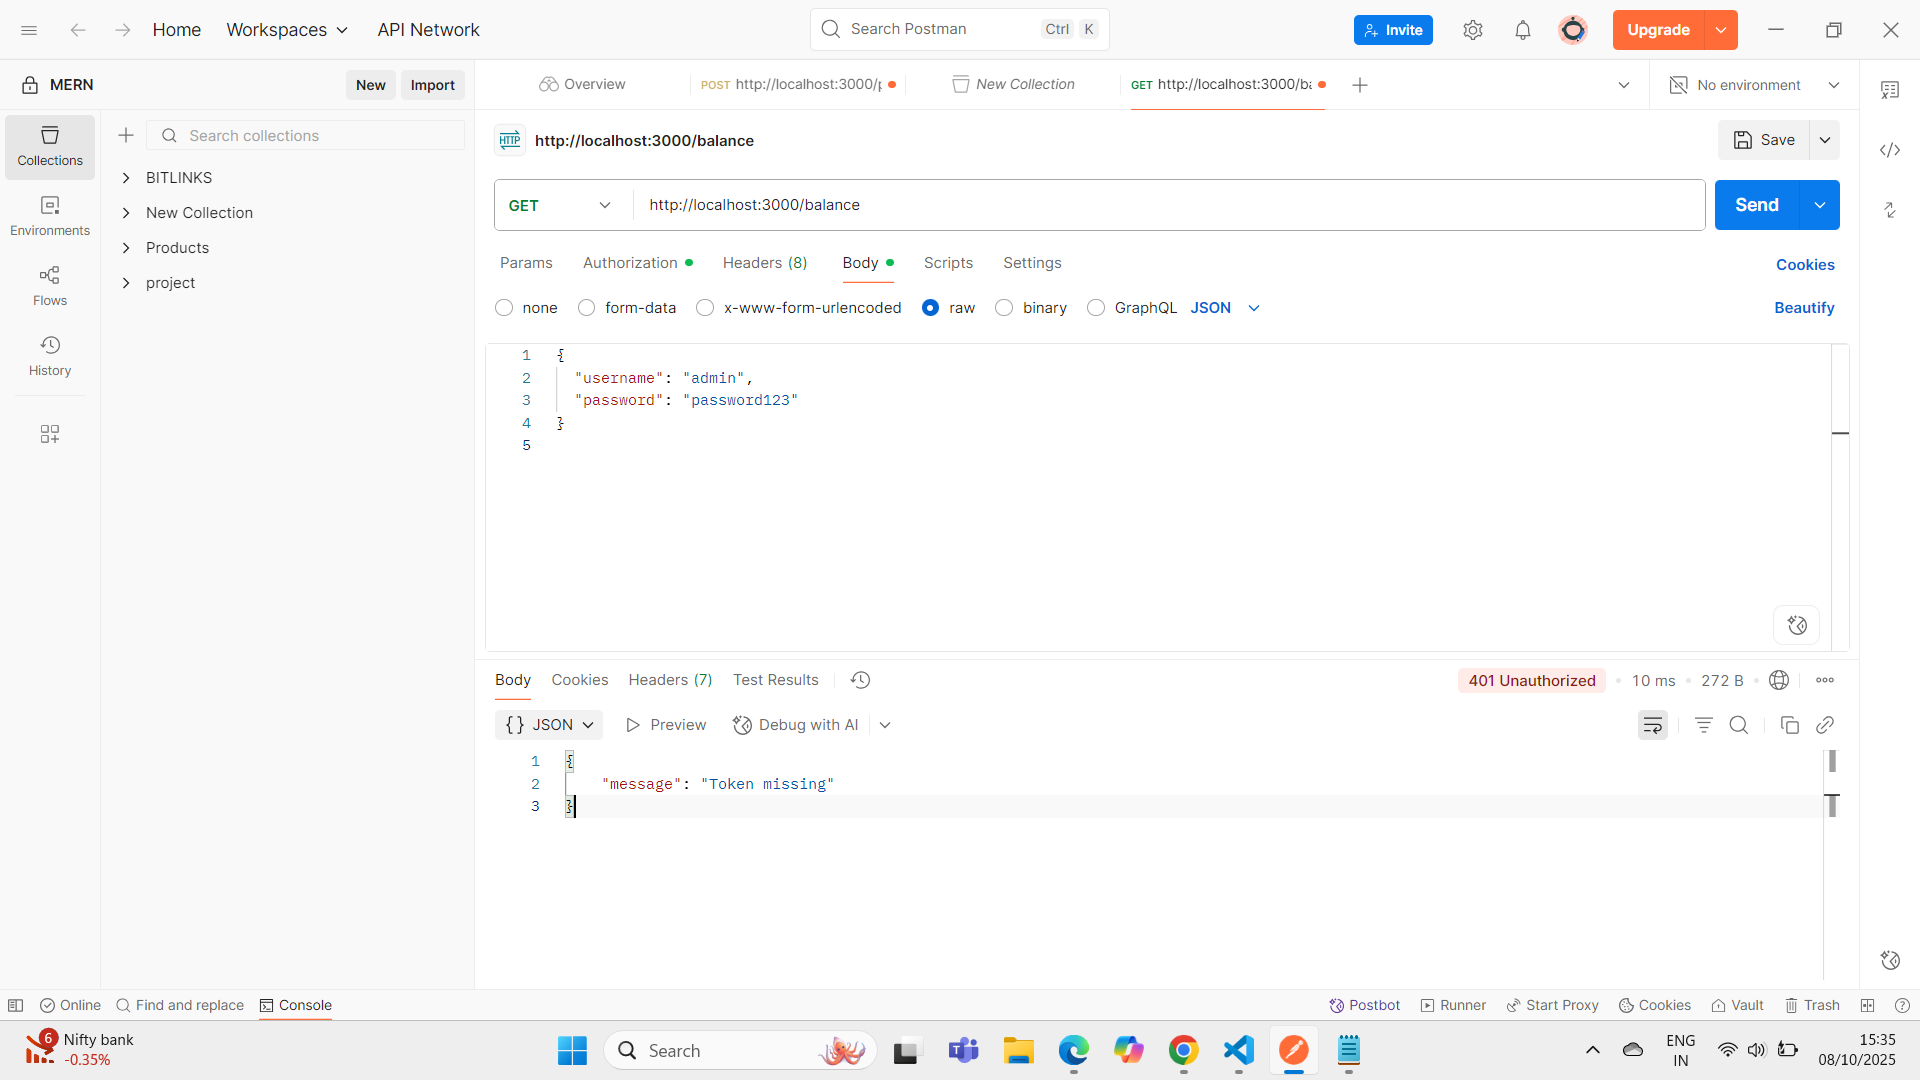 Home
Workspaces
API Network
Search Postman
Ctrl
K
Invite
Upgrade
MERN
New
Import
Overview
POST http://localhost:3000/
New Collection
GET http://localhost:3000/ba
No environment
Collections
Environments
Flows
History
Search collections
BITLINKS
New Collection
Products
project
HTTP
http://localhost:3000/balance
Save
GET
http://localhost:3000/balance
Send
Params
Authorization
Headers (8)
Body
Scripts
Settings
Cookies
none
form-data
x-www-form-urlencoded
raw
binary
GraphQL
JSON
Beautify
1 {
2 "username": "admin",
3 "password": "password123"
4 }
5
Body
Cookies
Headers (7)
Test Results
401 Unauthorized
10 ms
272 B
{} JSON
Preview
Debug with AI
1 {
2 "message": "Token missing"
3 }
Online
Find and replace
Console
Postbot
Runner
Start Proxy
Cookies
Vault
Trash
6
Nifty bank
-0.35%
Search
ENG
IN
15:35
08/10/2025